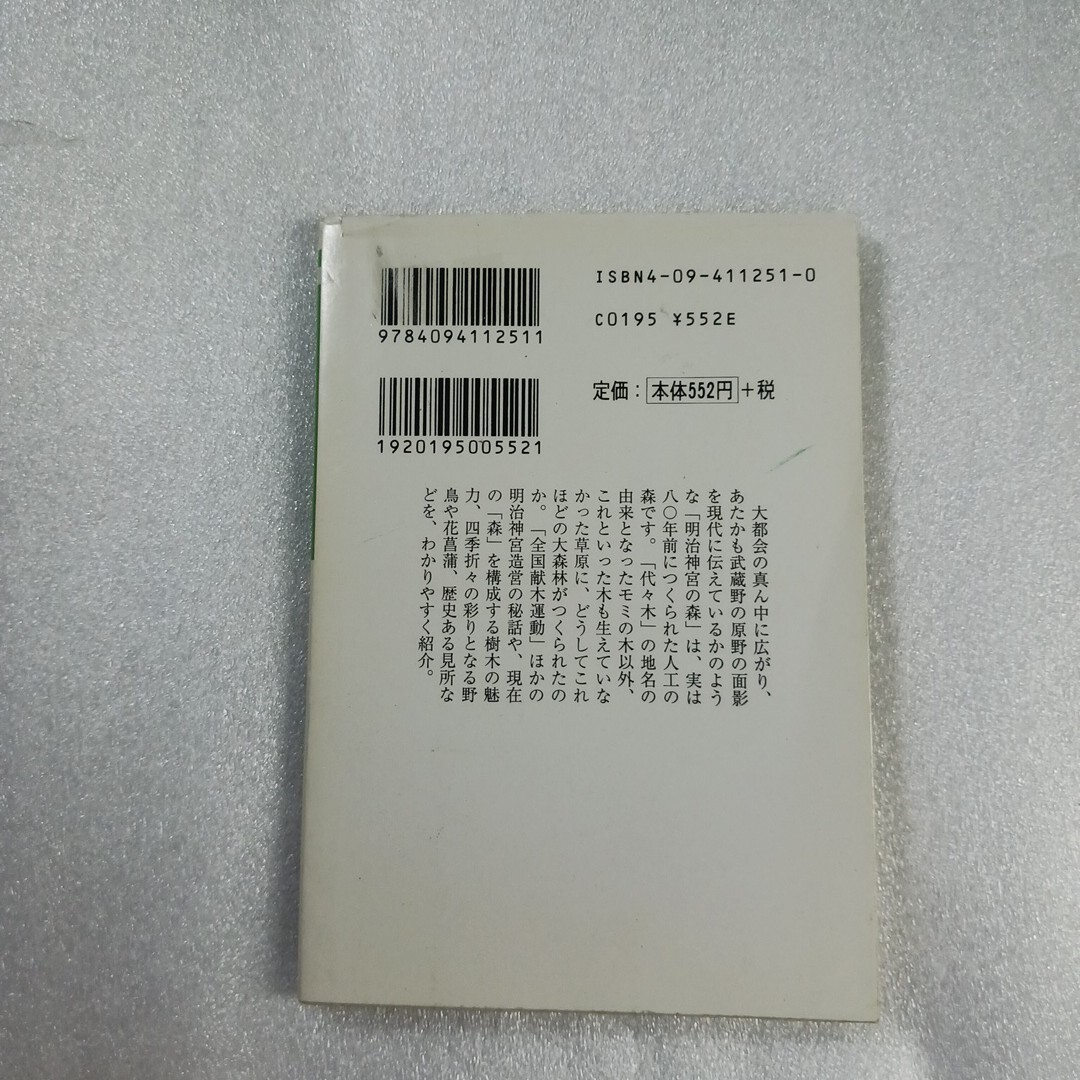 9784094112511
ISBN4-09-411251-0
C0195 ¥552E
定価：本体552円+税
1920195005521
大都会の真ん中に広がり、
あたかも武蔵野の原野の面影
を現代に伝えているかのよう
な「明治神宮の森」は、実は
八〇年前につくられた人工の
森です。「代々木」の地名の
由来となったモミの木以外、
これといった木も生えていな
かった草原に、どうしてこれ
ほどの大森林がつくられたの
か。「全国献木運動」ほかの
明治神宮造営の秘話や、現在
の「森」を構成する樹木の魅
力、四季折々の彩りとなる野
鳥や花菖蒲、歴史ある見所な
どを、わかりやすく紹介。